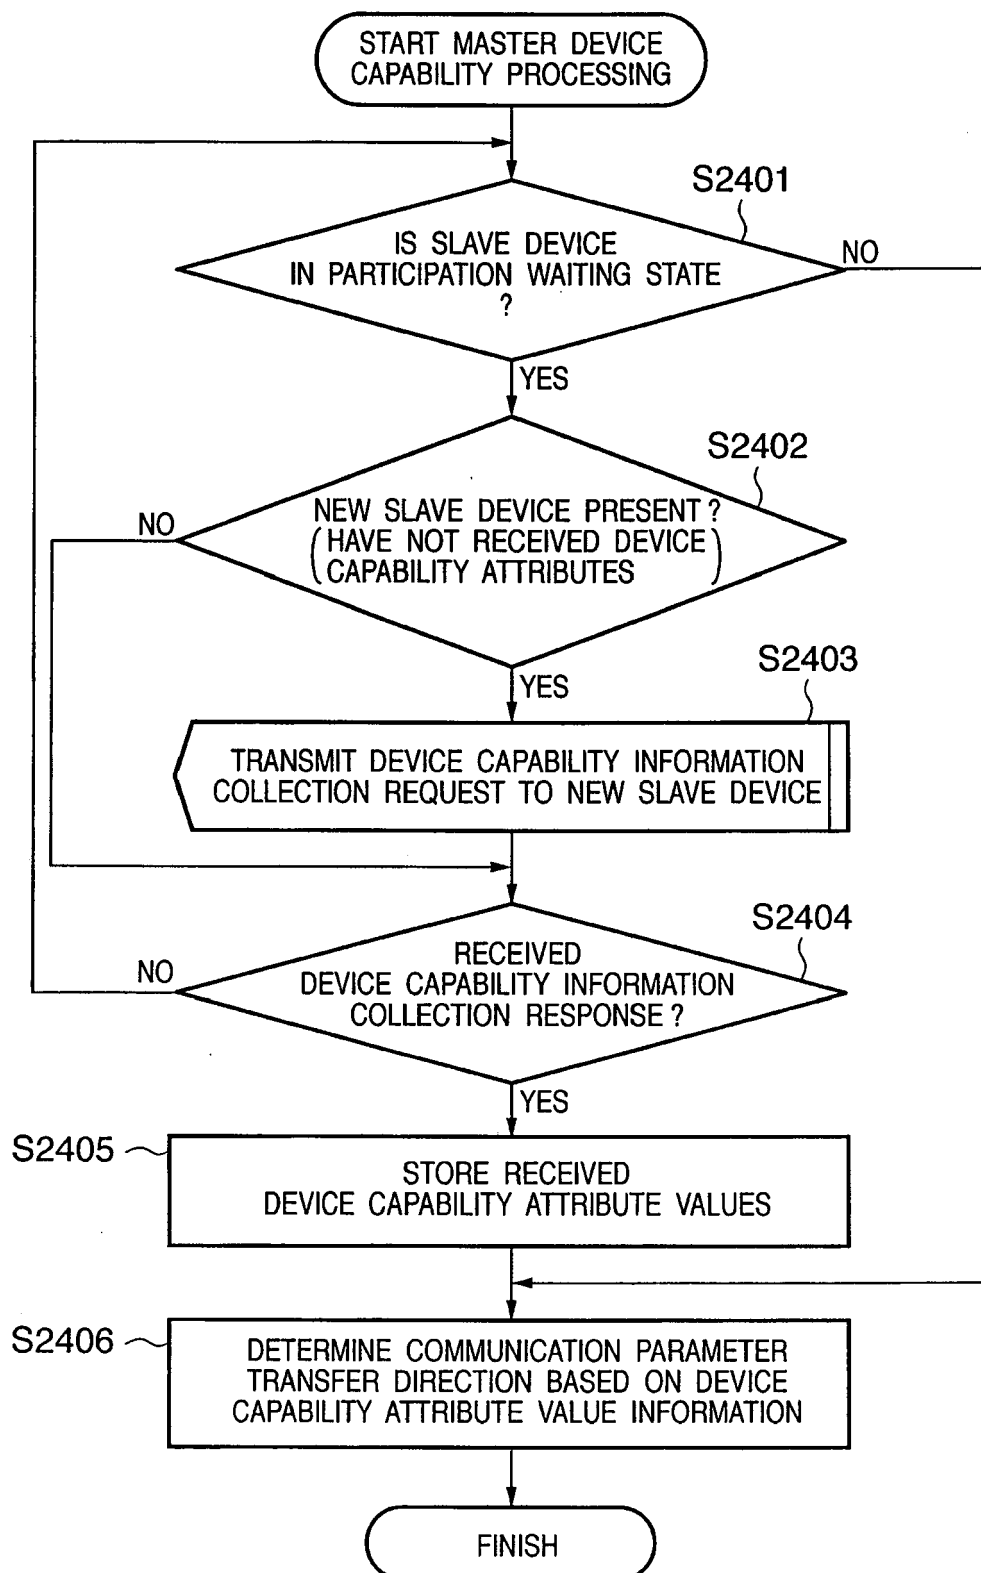 START MASTER DEVICE
CAPABILITY PROCESSING
S2401
IS SLAVE DEVICE
IN PARTICIPATION WAITING STATE
?
NO
YES
S2402
NEW SLAVE DEVICE PRESENT ?
(HAVE NOT RECEIVED DEVICE
CAPABILITY ATTRIBUTES)
NO
YES
S2403
TRANSMIT DEVICE CAPABILITY INFORMATION
COLLECTION REQUEST TO NEW SLAVE DEVICE
S2404
RECEIVED
DEVICE CAPABILITY INFORMATION
COLLECTION RESPONSE ?
NO
YES
S2405
STORE RECEIVED
DEVICE CAPABILITY ATTRIBUTE VALUES
S2406
DETERMINE COMMUNICATION PARAMETER
TRANSFER DIRECTION BASED ON DEVICE
CAPABILITY ATTRIBUTE VALUE INFORMATION
FINISH